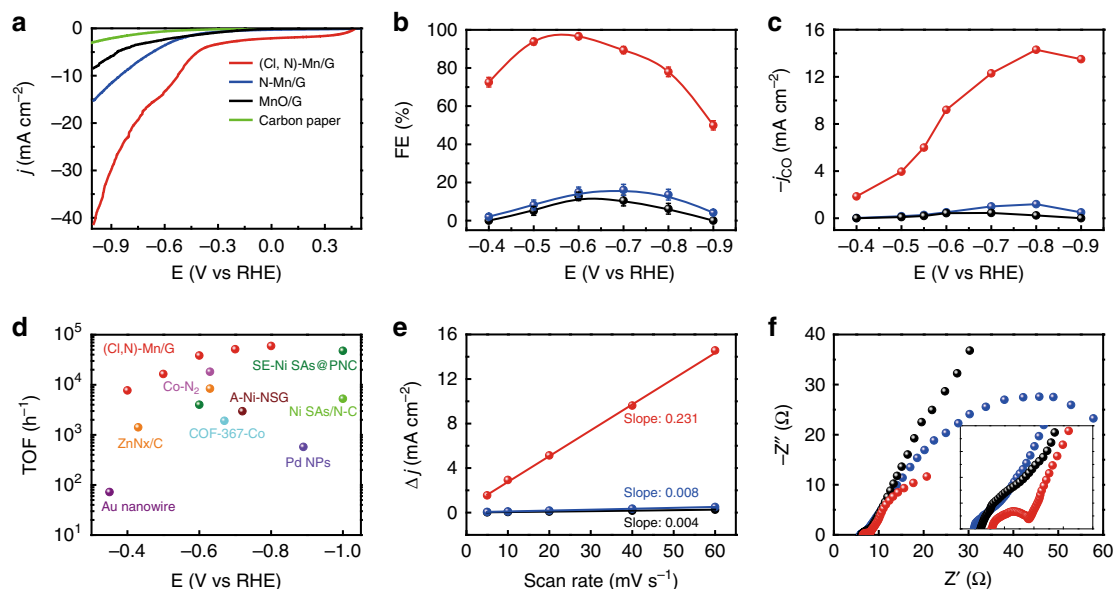 a
0
−10
−20
−30
−40
j (mA cm−2)
(Cl, N)-Mn/G
N-Mn/G
MnO/G
Carbon paper
−0.9 −0.6 −0.3 0.0 0.3
E (V vs RHE)
b
100
80
60
40
20
0
FE (%)
−0.4 −0.5 −0.6 −0.7 −0.8 −0.9
E (V vs RHE)
c
16
12
8
4
0
−jCO (mA cm−2)
−0.4 −0.5 −0.6 −0.7 −0.8 −0.9
E (V vs RHE)
d
10⁵
10⁴
10³
10²
10¹
TOF (h−1)
(Cl,N)-Mn/G
SE-Ni SAs@PNC
Co-N₂
A-Ni-NSG
Ni SAs/N-C
ZnNx/C
COF-367-Co
Pd NPs
Au nanowire
−0.4 −0.6 −0.8 −1.0
E (V vs RHE)
e
16
12
8
4
0
Δj (mA cm−2)
Slope: 0.231
Slope: 0.008
Slope: 0.004
0 10 20 30 40 50 60
Scan rate (mV s−1)
f
40
30
20
10
0
−Z″ (Ω)
0 10 20 30 40 50 60
Z′ (Ω)